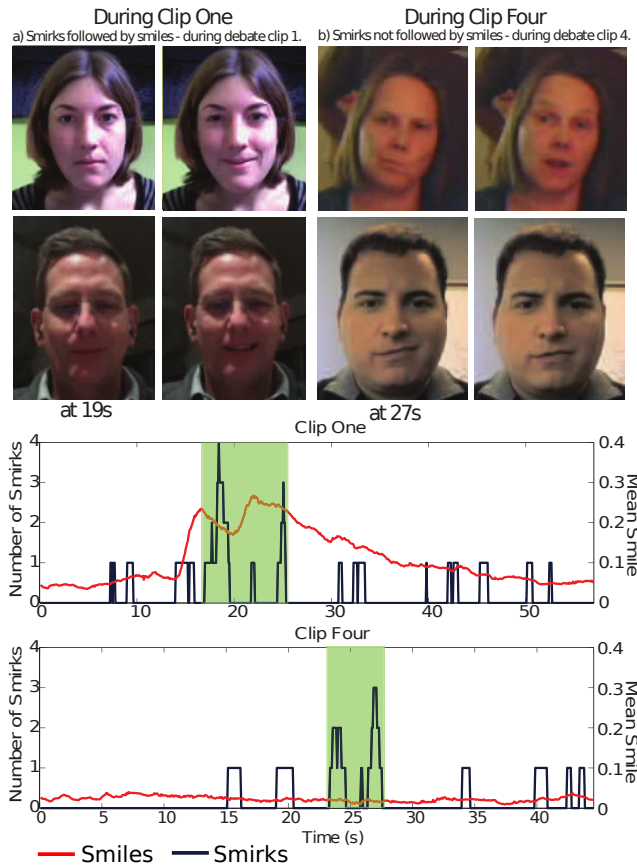 During Clip One
a) Smirks followed by smiles - during debate clip 1.
During Clip Four
b) Smirks not followed by smiles - during debate clip 4.
at 19s
at 27s
Clip One
Number of Smirks
4
3
2
1
0
0.4
0.3
0.2
0.1
0
Mean Smile
0 10 20 30 40 50
Clip Four
Number of Smirks
4
3
2
1
0
0.4
0.3
0.2
0.1
0
Mean Smile
0 5 10 15 20 25 30 35 40
Time (s)
Smiles Smirks